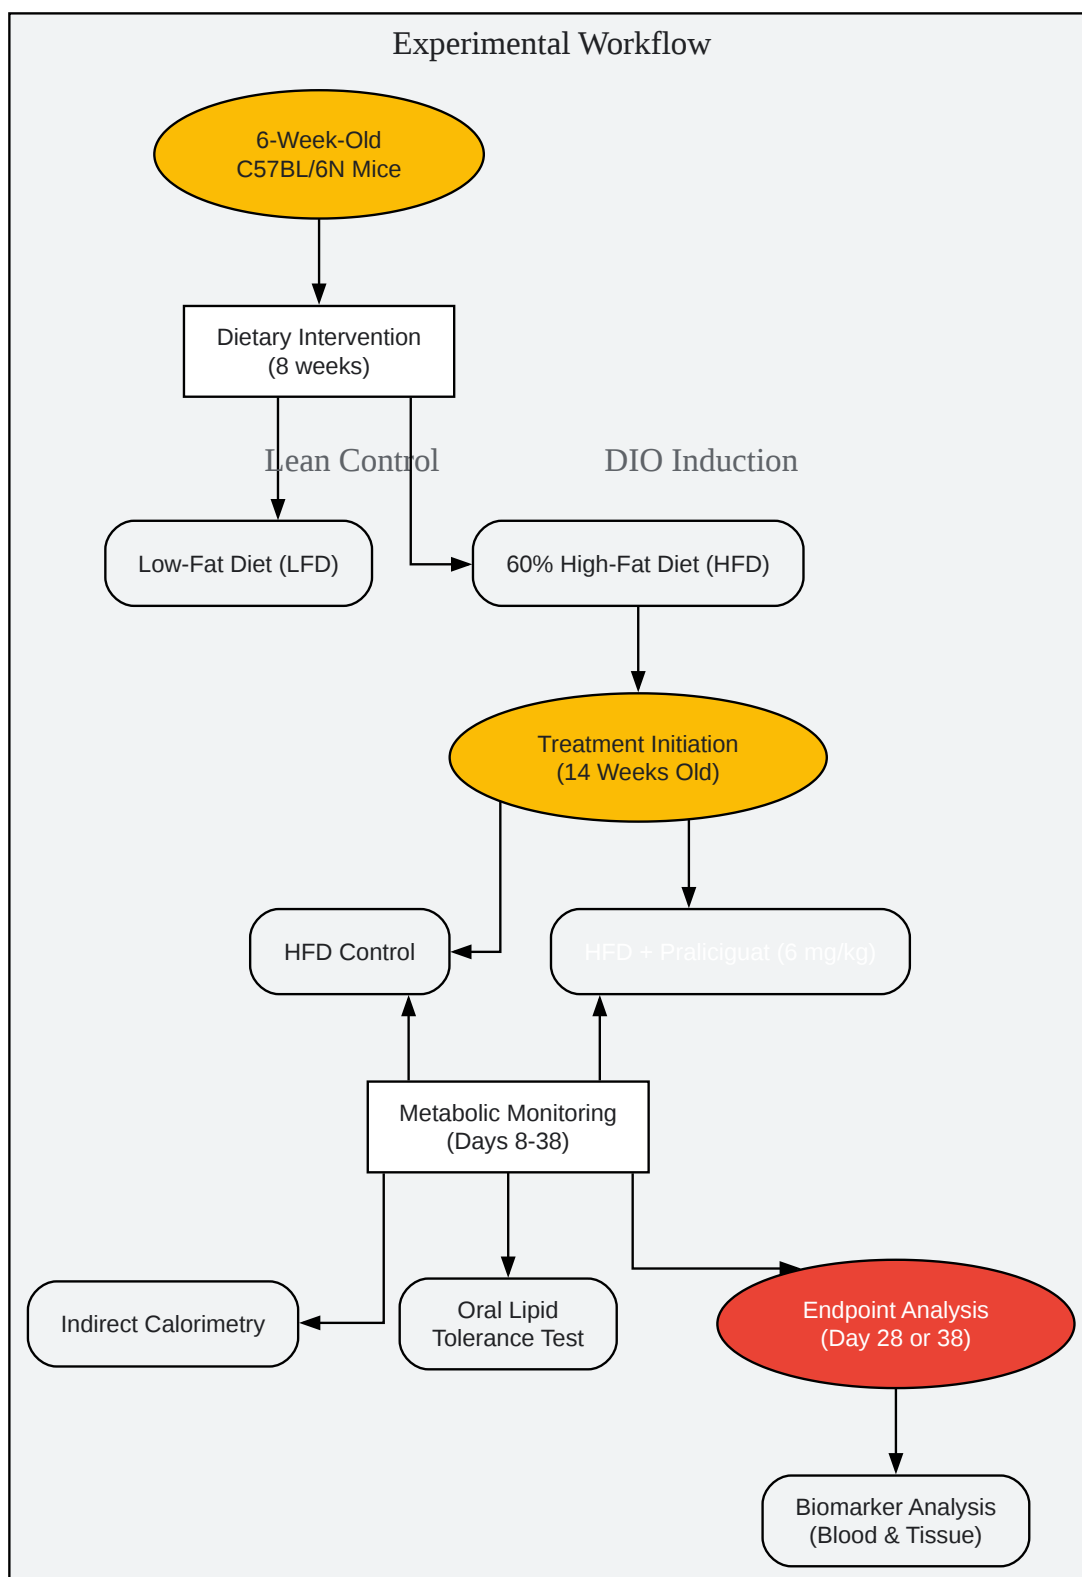 Experimental Workflow
6-Week-Old
C57BL/6N Mice
Dietary Intervention
(8 weeks)
Lean Control
DIO Induction
Low-Fat Diet (LFD)
60% High-Fat Diet (HFD)
Treatment Initiation
(14 Weeks Old)
HFD Control
HFD + Praliciguat (6 mg/kg)
Metabolic Monitoring
(Days 8-38)
Indirect Calorimetry
Oral Lipid
Tolerance Test
Endpoint Analysis
(Day 28 or 38)
Biomarker Analysis
(Blood & Tissue)